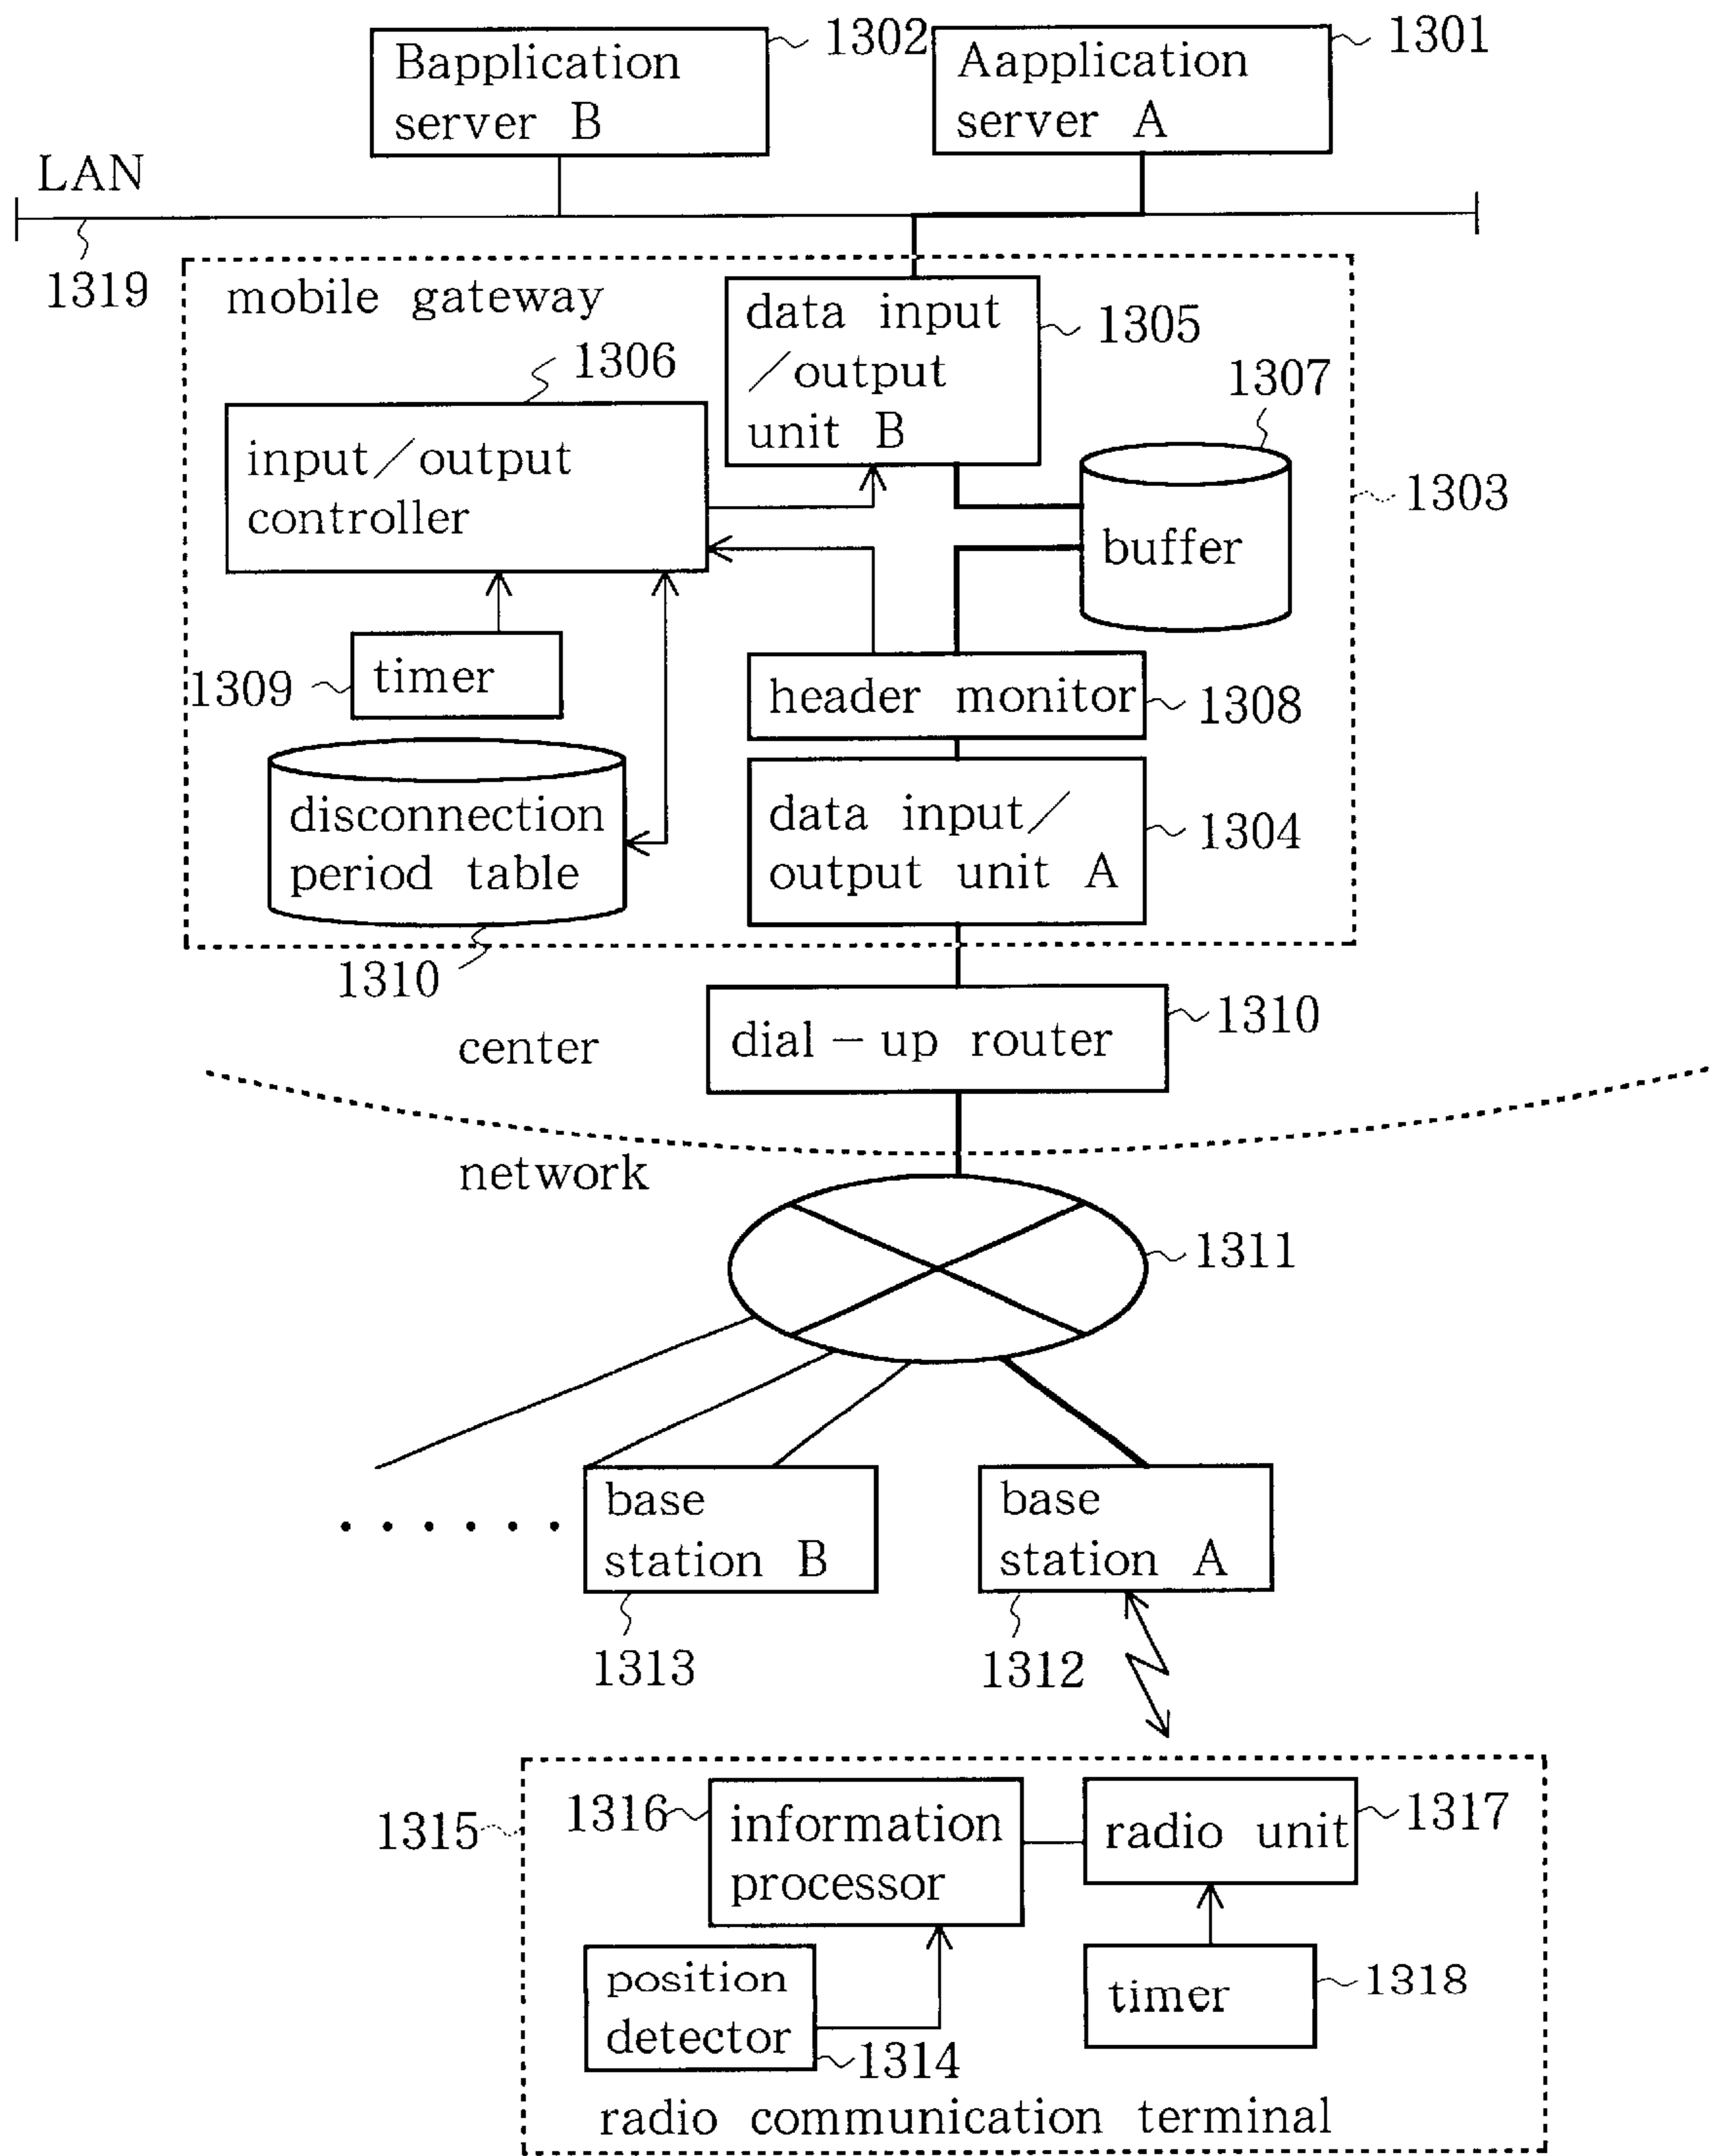 1302
1301
Bapplication
server B
Aapplication
server A
LAN
1319
mobile gateway
data input
／output
unit B
1305
1306
1307
input／output
controller
buffer
1303
1309
timer
header monitor
1308
disconnection
period table
data input／
output unit A
1304
1310
center
dial－up router
1310
network
1311
base
station B
base
station A
1313
1312
1315
1316
information
processor
radio unit
1317
position
detector
1314
timer
1318
radio communication terminal